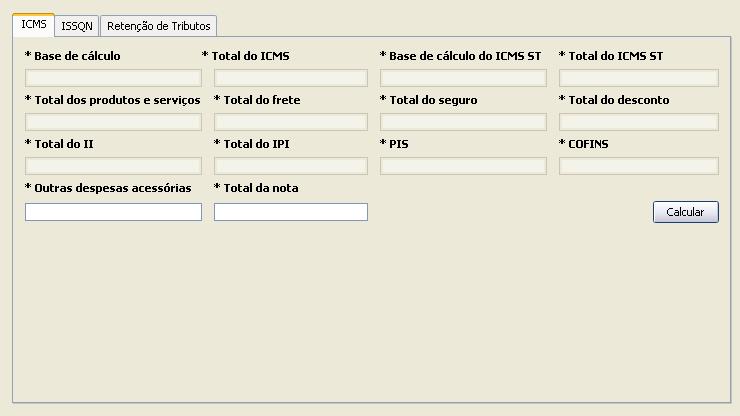 ICMS ISSQN Retenção de Tributos
* Base de cálculo * Total do ICMS * Base de cálculo do ICMS ST * Total do ICMS ST
* Total dos produtos e serviços * Total do frete * Total do seguro * Total do desconto
* Total do II * Total do IPI * PIS * COFINS
* Outras despesas acessórias * Total da nota
Calcular